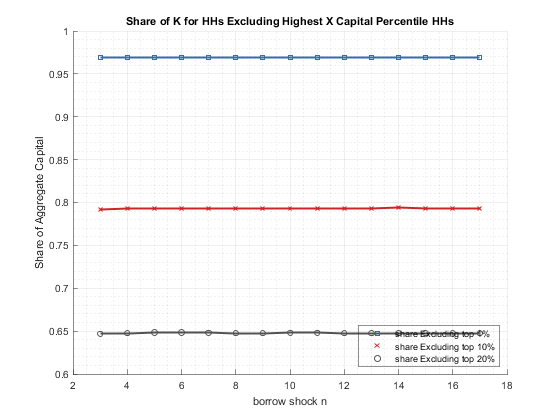 Share of K for HHs Excluding Highest X Capital Percentile HHs
1
0.95
0.9
0.85
0.8
0.75
0.7
0.65
0.6
Share of Aggregate Capital
2 4 6 8 10 12 14 16 18
borrow shock n
share Excluding top 1%
share Excluding top 10%
share Excluding top 20%